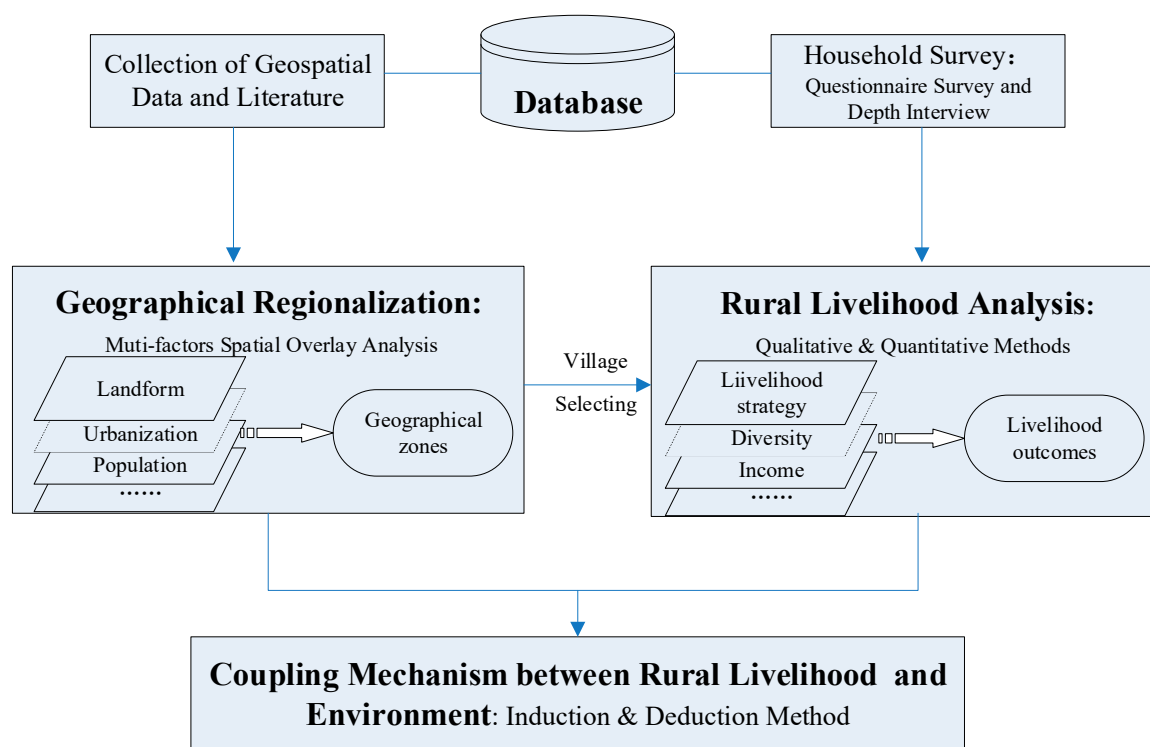 Collection of Geospatial
Data and Literature
Database
Household Survey:
Questionnaire Survey and
Depth Interview
Geographical Regionalization:
Muti-factors Spatial Overlay Analysis
Landform
Urbanization
Population
......
Geographical
zones
Village
Selecting
Rural Livelihood Analysis:
Qualitative & Quantitative Methods
Liivelihood
strategy
Diversity
Income
......
Livelihood
outcomes
Coupling Mechanism between Rural Livelihood and
Environment: Induction & Deduction Method